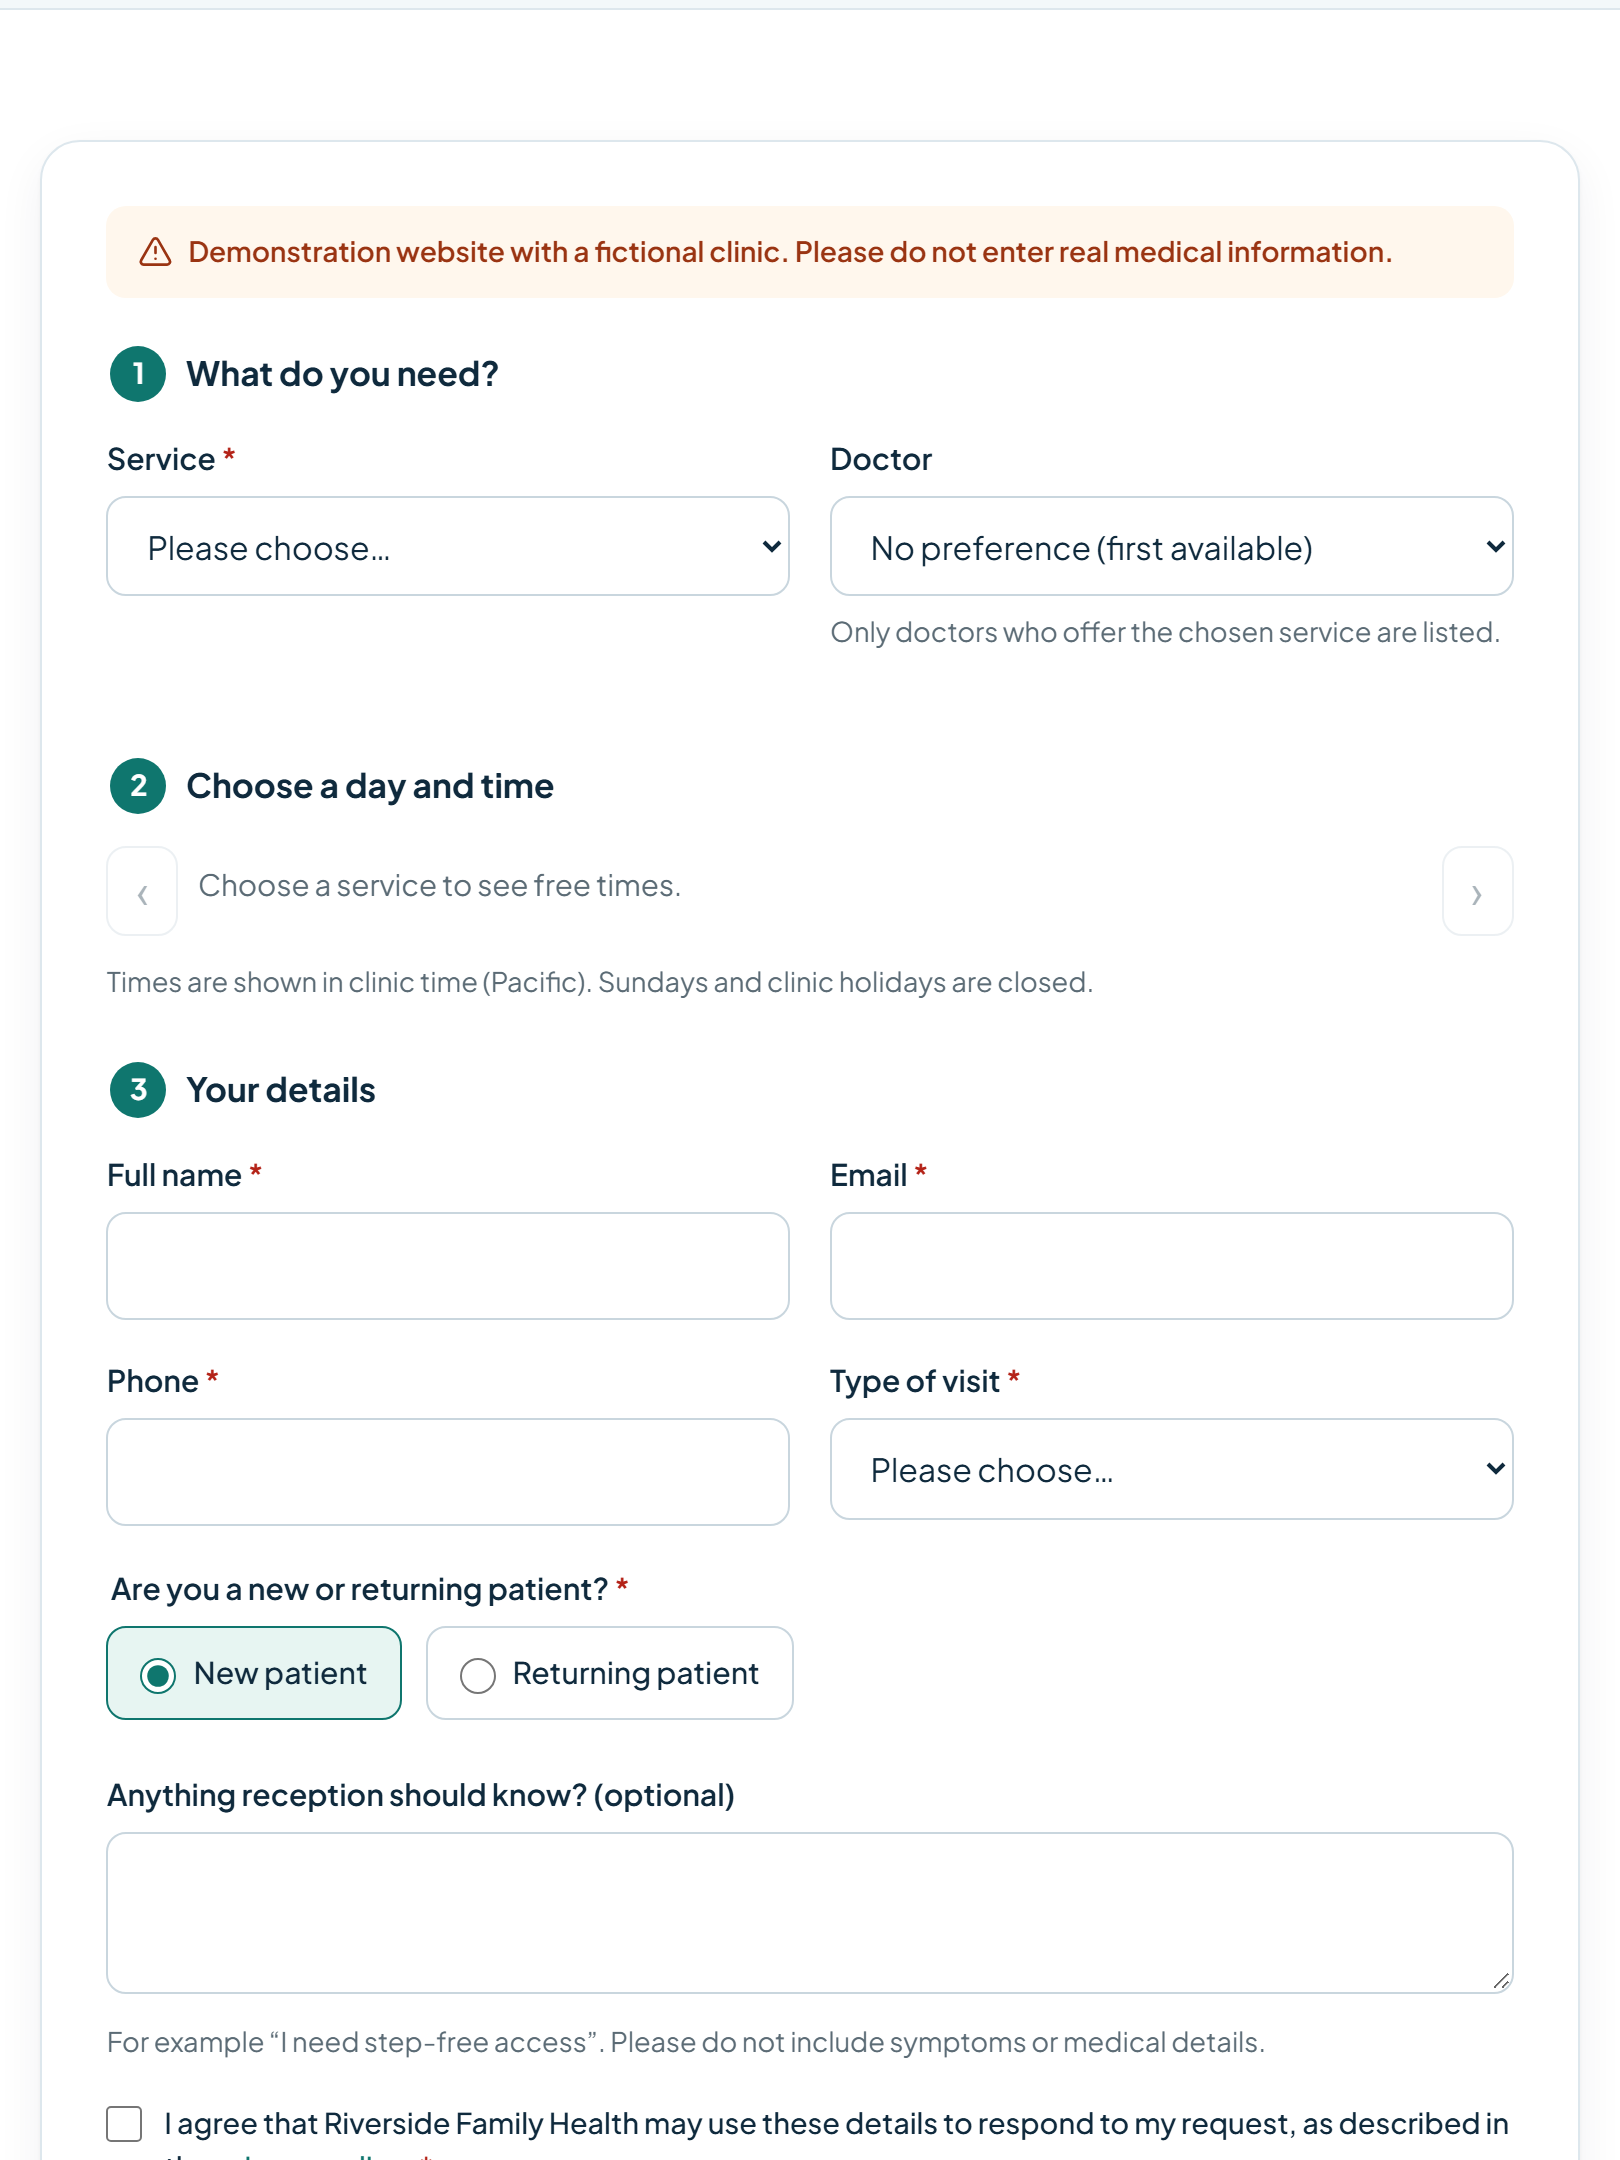 Demonstration website with a fictional clinic. Please do not enter real medical information.
1 What do you need?
Service *
Doctor
Please choose...
No preference (first available)
Only doctors who offer the chosen service are listed.
2 Choose a day and time
‹ Choose a service to see free times. ›
Times are shown in clinic time (Pacific). Sundays and clinic holidays are closed.
3 Your details
Full name *
Email *
Phone *
Type of visit *
Please choose...
Are you a new or returning patient? *
New patient
Returning patient
Anything reception should know? (optional)
For example “I need step-free access”. Please do not include symptoms or medical details.
I agree that Riverside Family Health may use these details to respond to my request, as described in